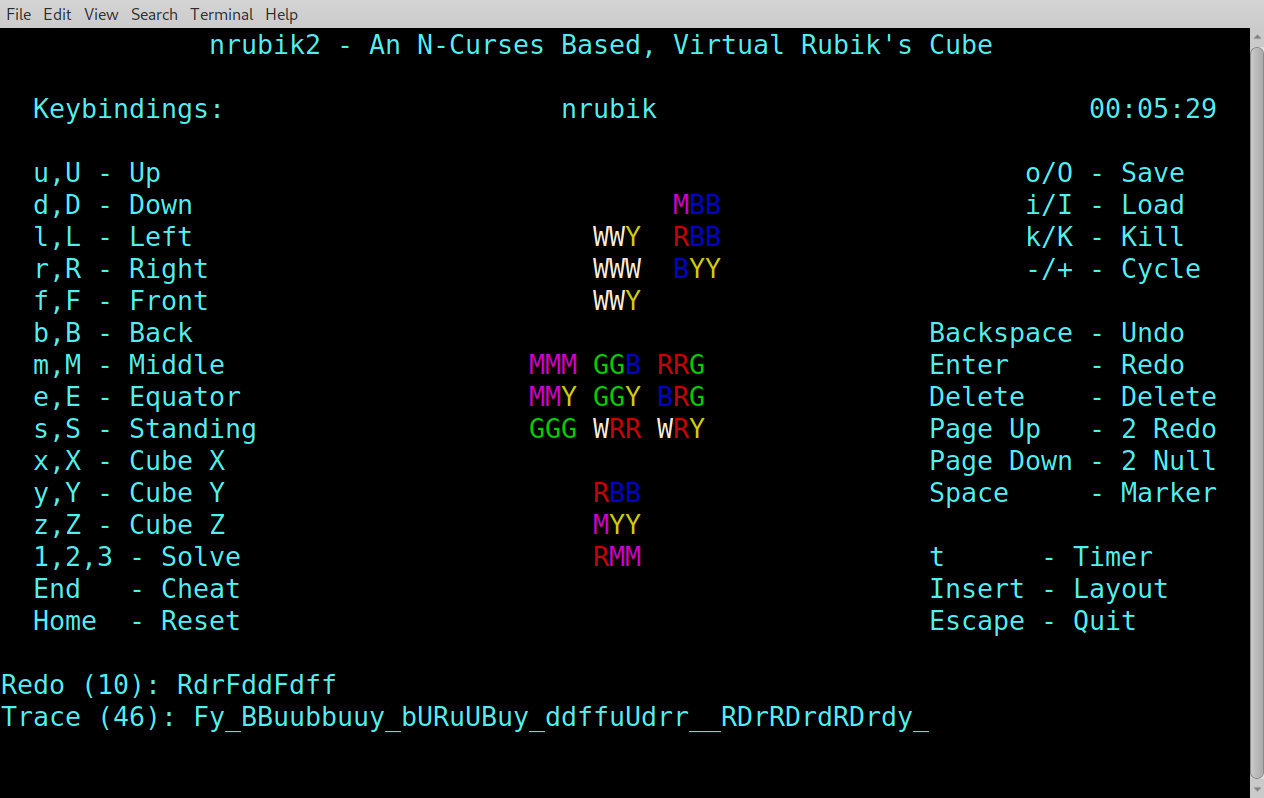 File Edit View Search Terminal Help
nrubik2 - An N-Curses Based, Virtual Rubik's Cube
Keybindings: nrubik 00:05:29
u,U - Up o/O - Save
d,D - Down MBB i/I - Load
l,L - Left WWY RBB k/K - Kill
r,R - Right WWW BYY -/+ - Cycle
f,F - Front WWY
b,B - Back Backspace - Undo
m,M - Middle MMM GGB RRG Enter - Redo
e,E - Equator MMY GGY BRG Delete - Delete
s,S - Standing GGG WRR WRY Page Up - 2 Redo
x,X - Cube X Page Down - 2 Null
y,Y - Cube Y RBB Space - Marker
z,Z - Cube Z MYY
1,2,3 - Solve RMM t - Timer
End - Cheat Insert - Layout
Home - Reset Escape - Quit
Redo (10): RdrFddFdff
Trace (46): Fy_BBuubbuuy_bURuUBuy_ddffuUdrr__RDrRDrdRDrdy_